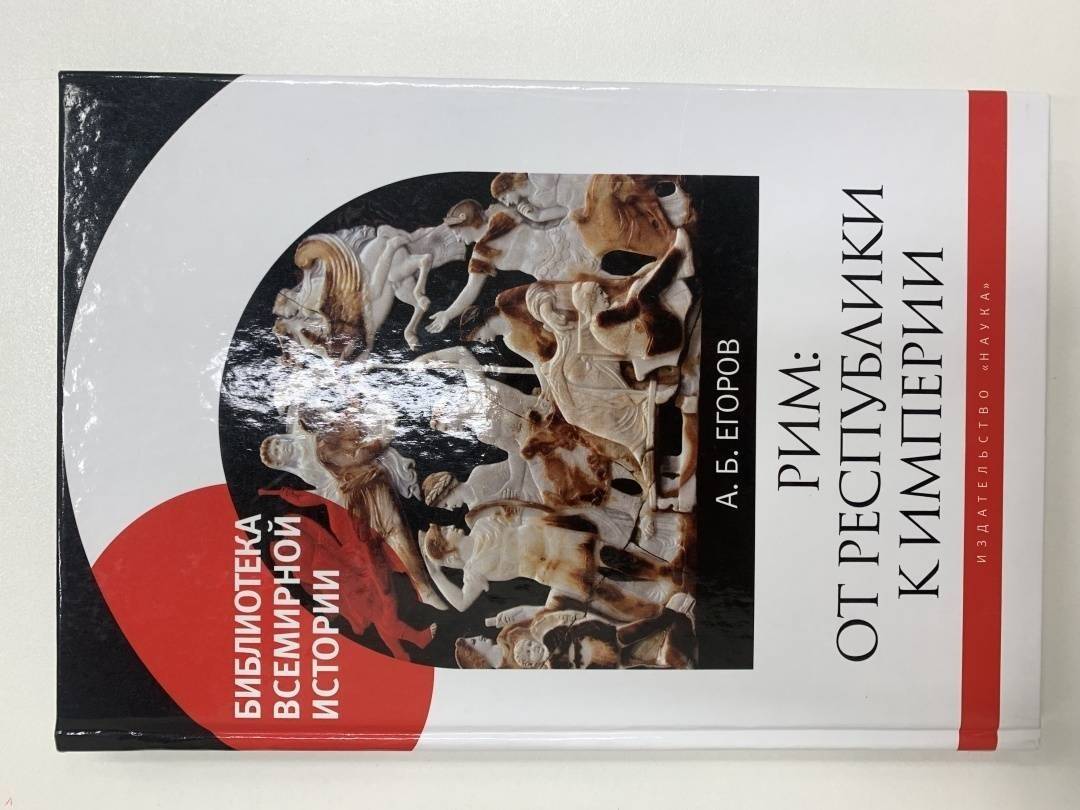 БИБЛИОТЕКА
ВСЕМИРНОЙ
ИСТОРИИ
А. Б. ЕГОРОВ
РИМ:
ОТ РЕСПУБЛИКИ
К ИМПЕРИИ
ИЗДАТЕЛЬСТВО «НАУКА»